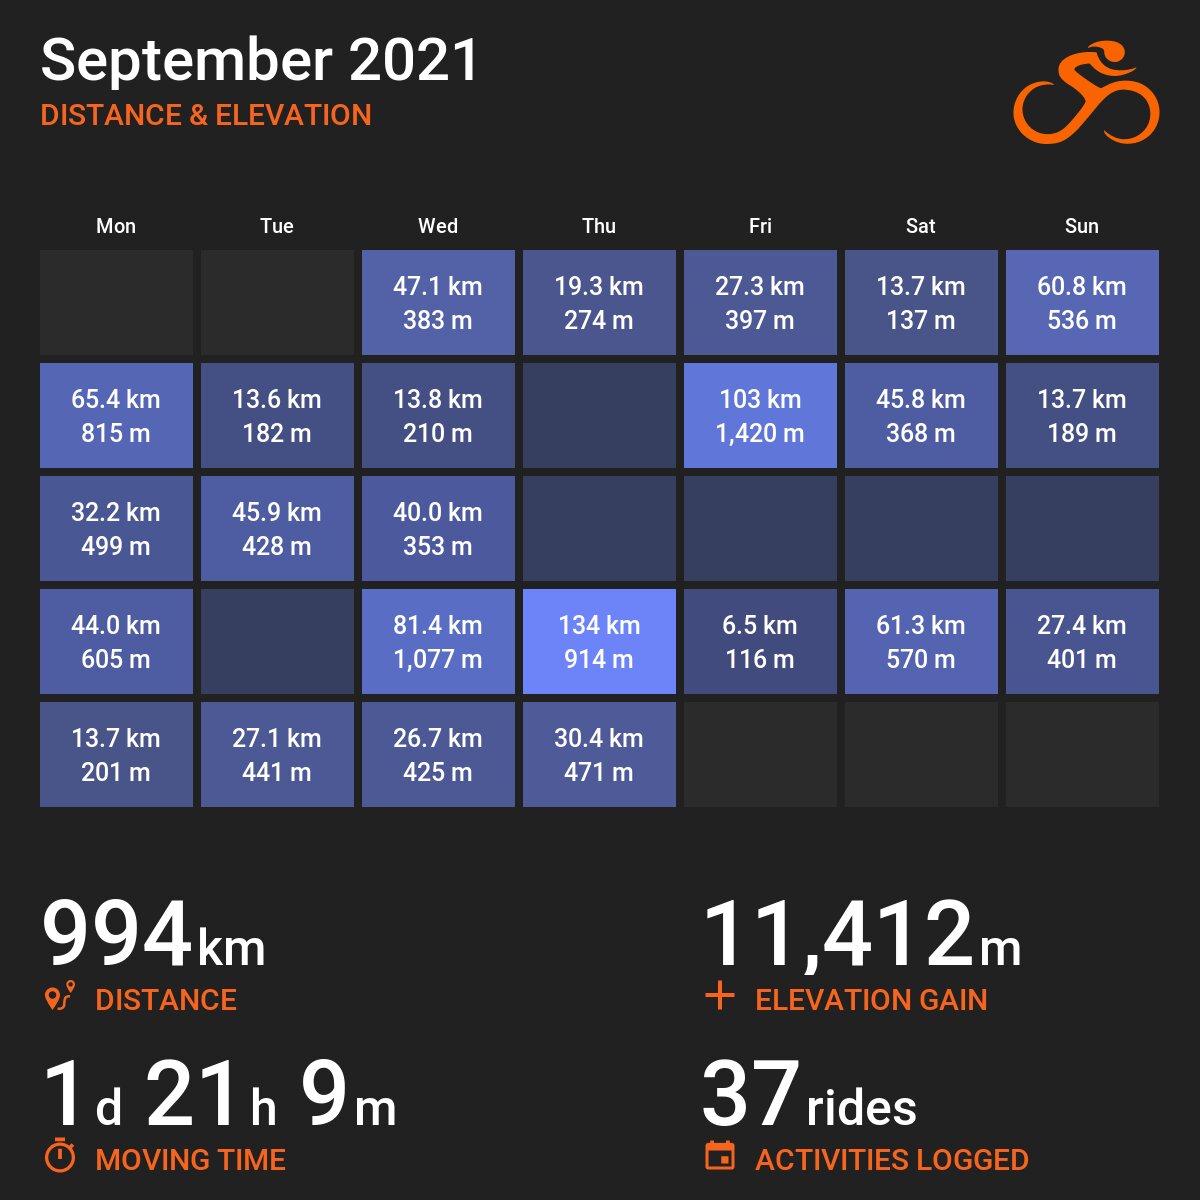 September 2021
DISTANCE & ELEVATION
Mon Tue Wed Thu Fri Sat Sun
47.1 km 19.3 km 27.3 km 13.7 km 60.8 km
383 m 274 m 397 m 137 m 536 m
65.4 km 13.6 km 13.8 km 103 km 45.8 km 13.7 km
815 m 182 m 210 m 1,420 m 368 m 189 m
32.2 km 45.9 km 40.0 km
499 m 428 m 353 m
44.0 km 81.4 km 134 km 6.5 km 61.3 km 27.4 km
605 m 1,077 m 914 m 116 m 570 m 401 m
13.7 km 27.1 km 26.7 km 30.4 km
201 m 441 m 425 m 471 m
994 km 11,412 m
DISTANCE ELEVATION GAIN
1 d 21 h 9 m 37 rides
MOVING TIME ACTIVITIES LOGGED